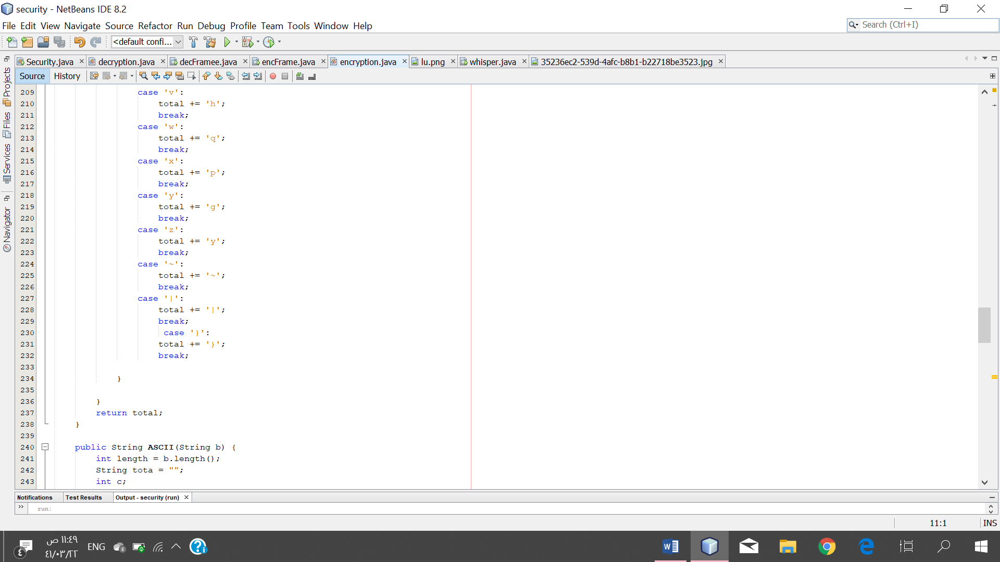 security - NetBeans IDE 8.2
File Edit View Navigate Source Refactor Run Debug Profile Team Tools Window Help
Search (Ctrl+I)
<default confi...
Security.java
decryption.java
decFramee.java
encFrame.java
encryption.java
lu.png
whisper.java
35236ec2-539d-4afc-b8b1-b22718be3523.jpg
Source History
Projects
Files
Services
Navigator
209 case 'v':
210 total += 'h';
211 break;
212 case 'w':
213 total += 'q';
214 break;
215 case 'x':
216 total += 'p';
217 break;
218 case 'y':
219 total += 'g';
220 break;
221 case 'z':
222 total += 'y';
223 break;
224 case '~':
225 total += '~';
226 break;
227 case '|':
228 total += '|';
229 break;
230 case '}':
231 total += '}';
232 break;
233
234 }
235
236 }
237 return total;
238 }
239
240 public String ASCII(String b) {
241 int length = b.length();
242 String tota = "";
243 int c;
Notifications
Test Results
Output - security (run)
run:
11:1
INS
٤
١١:٤٩ ص
٤١/٠٣/٢٢
ENG